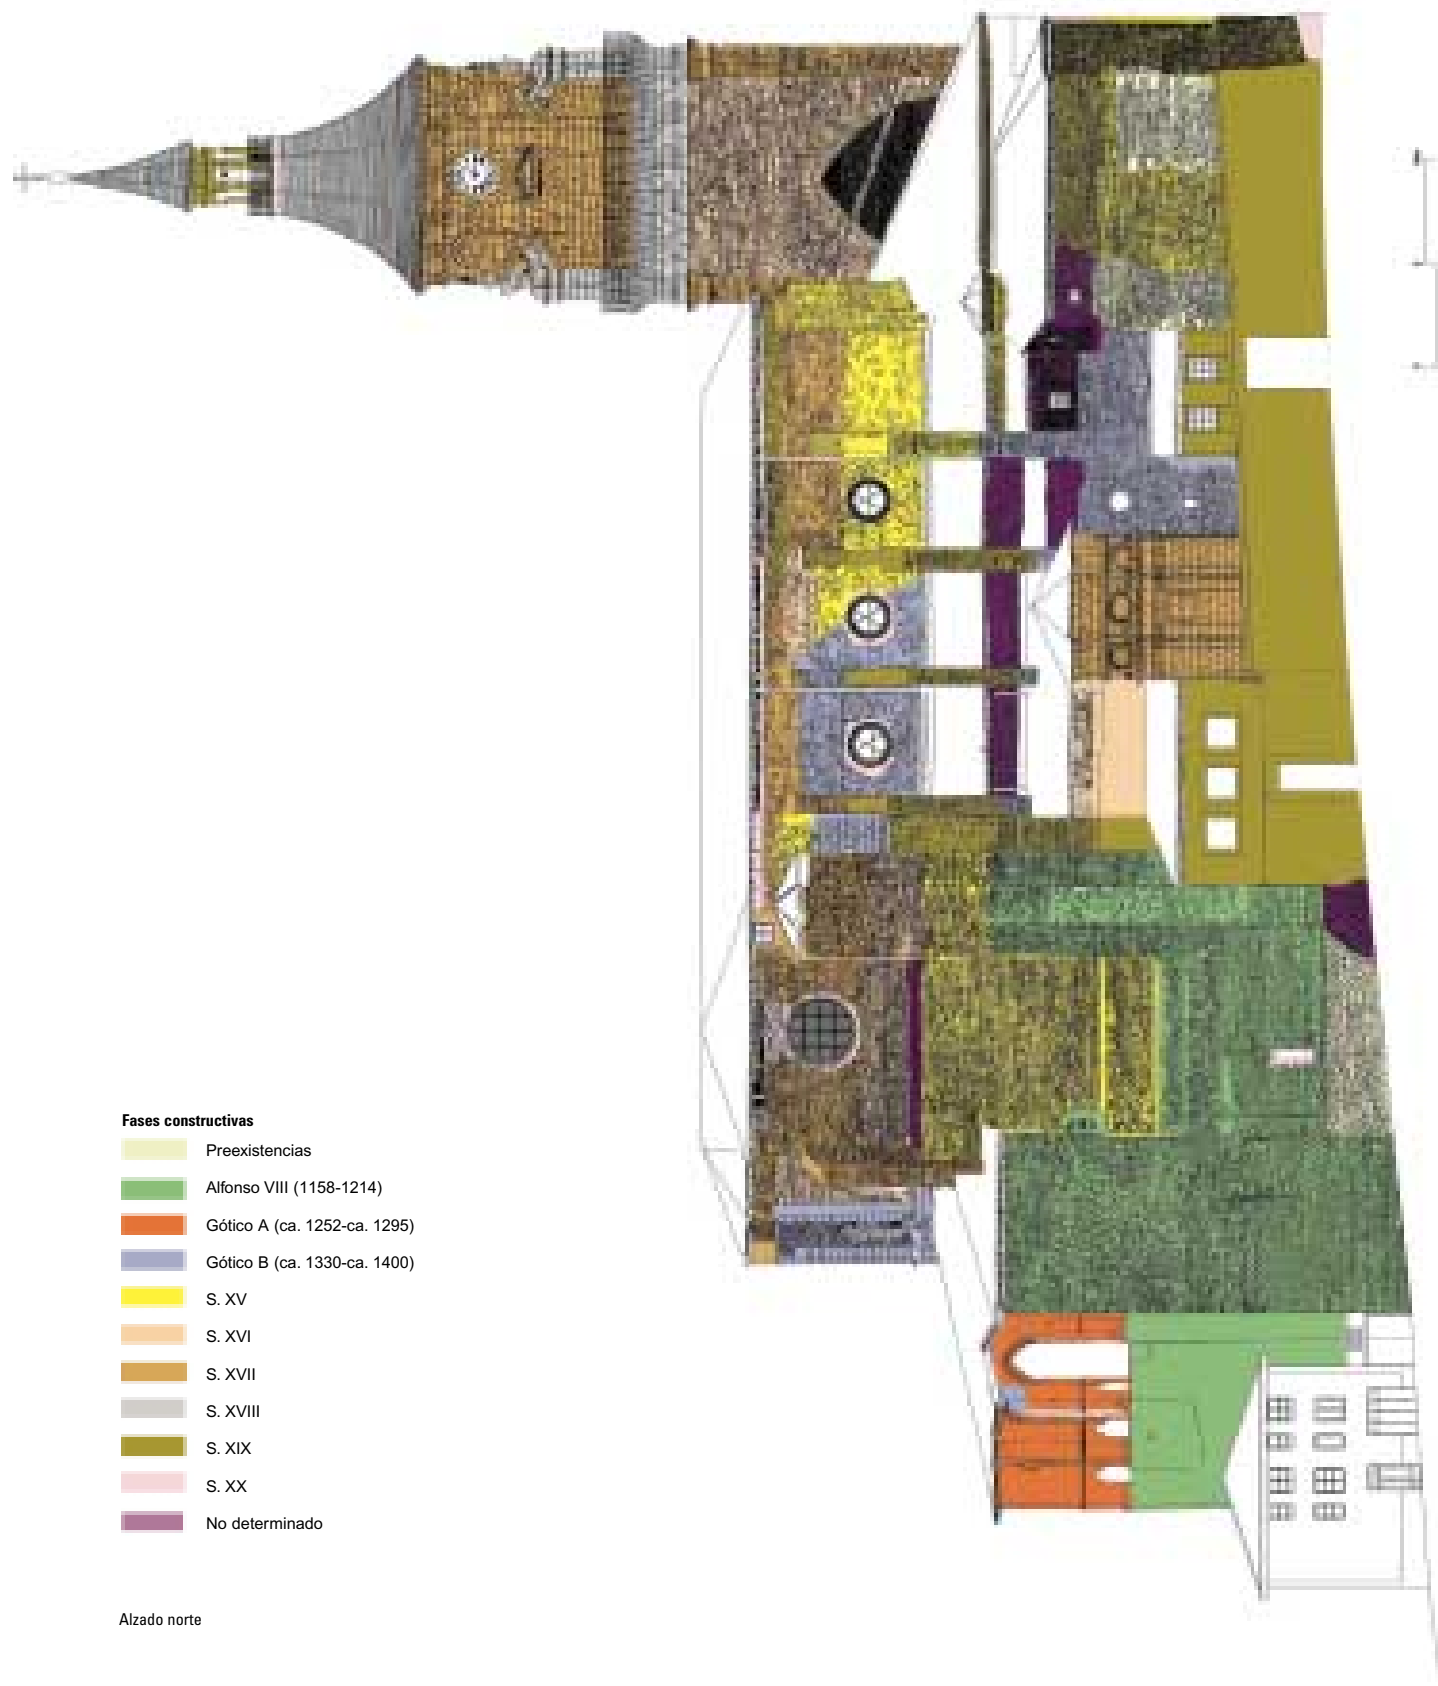 Fases constructivas
Preexistencias
Alfonso VIII (1158-1214)
Gótico A (ca. 1252-ca. 1295)
Gótico B (ca. 1330-ca. 1400)
S. XV
S. XVI
S. XVII
S. XVIII
S. XIX
S. XX
No determinado
Alzado norte